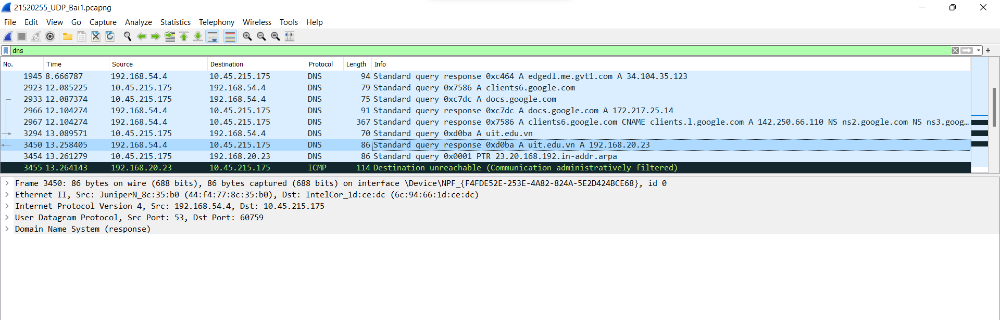 21520255_UDP_Bai1.pcapng
File Edit View Go Capture Analyze Statistics Telephony Wireless Tools Help
dns
No. Time Source Destination Protocol Length Info
1945 8.666787 192.168.54.4 10.45.215.175 DNS 94 Standard query response 0xc464 A edgedl.me.gvt1.com A 34.104.35.123
2923 12.085225 10.45.215.175 192.168.54.4 DNS 79 Standard query 0x7586 A clients6.google.com
2933 12.087374 10.45.215.175 192.168.54.4 DNS 75 Standard query 0xc7dc A docs.google.com
2966 12.104274 192.168.54.4 10.45.215.175 DNS 91 Standard query response 0xc7dc A docs.google.com A 172.217.25.14
2967 12.104274 192.168.54.4 10.45.215.175 DNS 367 Standard query response 0x7586 A clients6.google.com CNAME clients.l.google.com A 142.250.66.110 NS ns2.google.com NS ns3.goog…
3294 13.089571 10.45.215.175 192.168.54.4 DNS 70 Standard query 0xd0ba A uit.edu.vn
3450 13.258405 192.168.54.4 10.45.215.175 DNS 86 Standard query response 0xd0ba A uit.edu.vn A 192.168.20.23
3454 13.261279 10.45.215.175 192.168.20.23 DNS 86 Standard query 0x0001 PTR 23.20.168.192.in-addr.arpa
3455 13.264143 192.168.20.23 10.45.215.175 ICMP 114 Destination unreachable (Communication administratively filtered)
Frame 3450: 86 bytes on wire (688 bits), 86 bytes captured (688 bits) on interface \Device\NPF_{F4FDE52E-253E-4A82-824A-5E2D424BCE68}, id 0
Ethernet II, Src: JuniperN_8c:35:b0 (44:f4:77:8c:35:b0), Dst: IntelCor_1d:ce:dc (6c:94:66:1d:ce:dc)
Internet Protocol Version 4, Src: 192.168.54.4, Dst: 10.45.215.175
User Datagram Protocol, Src Port: 53, Dst Port: 60759
Domain Name System (response)